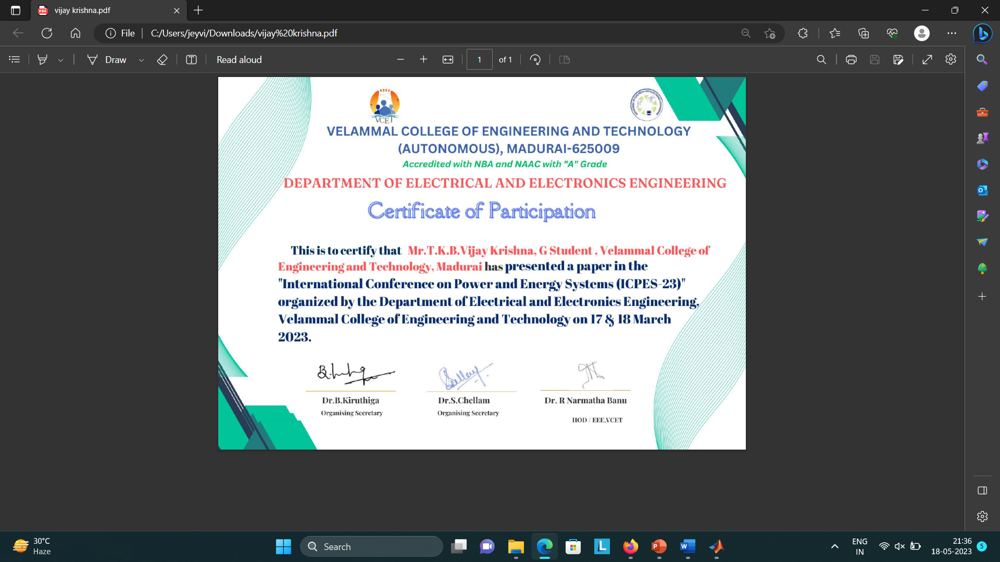 vijay krishna.pdf
File
C:/Users/jeyvi/Downloads/vijay%20krishna.pdf
Draw
Read aloud
1
of 1
VCET
VELAMMAL COLLEGE OF ENGINEERING AND TECHNOLOGY
(AUTONOMOUS), MADURAI-625009
Accredited with NBA and NAAC with "A" Grade
DEPARTMENT OF ELECTRICAL AND ELECTRONICS ENGINEERING
Certificate of Participation
This is to certify that Mr.T.K.B.Vijay Krishna, G Student , Velammal College of
Engineering and Technology, Madurai has presented a paper in the
"International Conference on Power and Energy Systems (ICPES-23)"
organized by the Department of Electrical and Electronics Engineering,
Velammal College of Engineering and Technology on 17 & 18 March
2023.
Dr.B.Kiruthiga
Organising Secretary
Dr.S.Chellam
Organising Secretary
Dr. R Narmatha Banu
HOD / EEE,VCET
30°C
Haze
Search
ENG
IN
21:36
18-05-2023
5